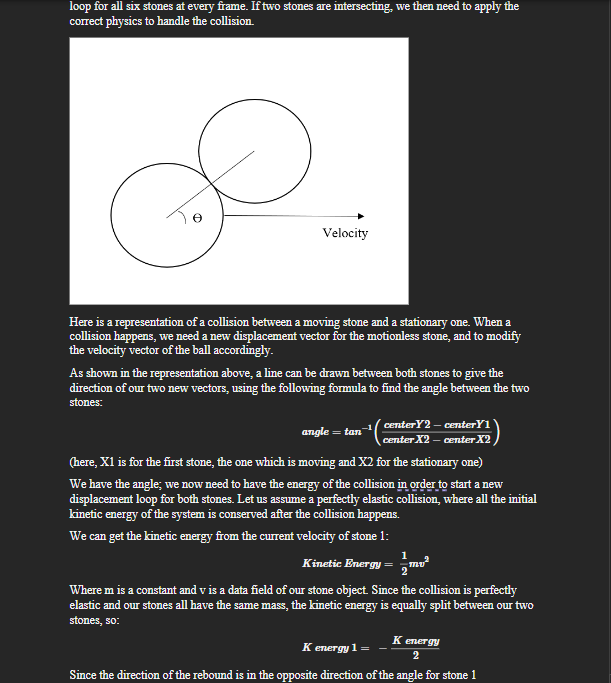 loop for all six stones at every frame. If two stones are intersecting, we then need to apply the
correct physics to handle the collision.
Θ
Velocity
Here is a representation of a collision between a moving stone and a stationary one. When a
collision happens, we need a new displacement vector for the motionless stone, and to modify
the velocity vector of the ball accordingly.
As shown in the representation above, a line can be drawn between both stones to give the
direction of our two new vectors, using the following formula to find the angle between the two
stones:
angle = tan⁻¹((centerY2 − centerY1)/(centerX2 − centerX2))
(here, X1 is for the first stone, the one which is moving and X2 for the stationary one)
We have the angle; we now need to have the energy of the collision in order to start a new
displacement loop for both stones. Let us assume a perfectly elastic collision, where all the initial
kinetic energy of the system is conserved after the collision happens.
We can get the kinetic energy from the current velocity of stone 1:
Kinetic Energy = 1/2 mv²
Where m is a constant and v is a data field of our stone object. Since the collision is perfectly
elastic and our stones all have the same mass, the kinetic energy is equally split between our two
stones, so:
K energy 1 = − K energy/2
Since the direction of the rebound is in the opposite direction of the angle for stone 1